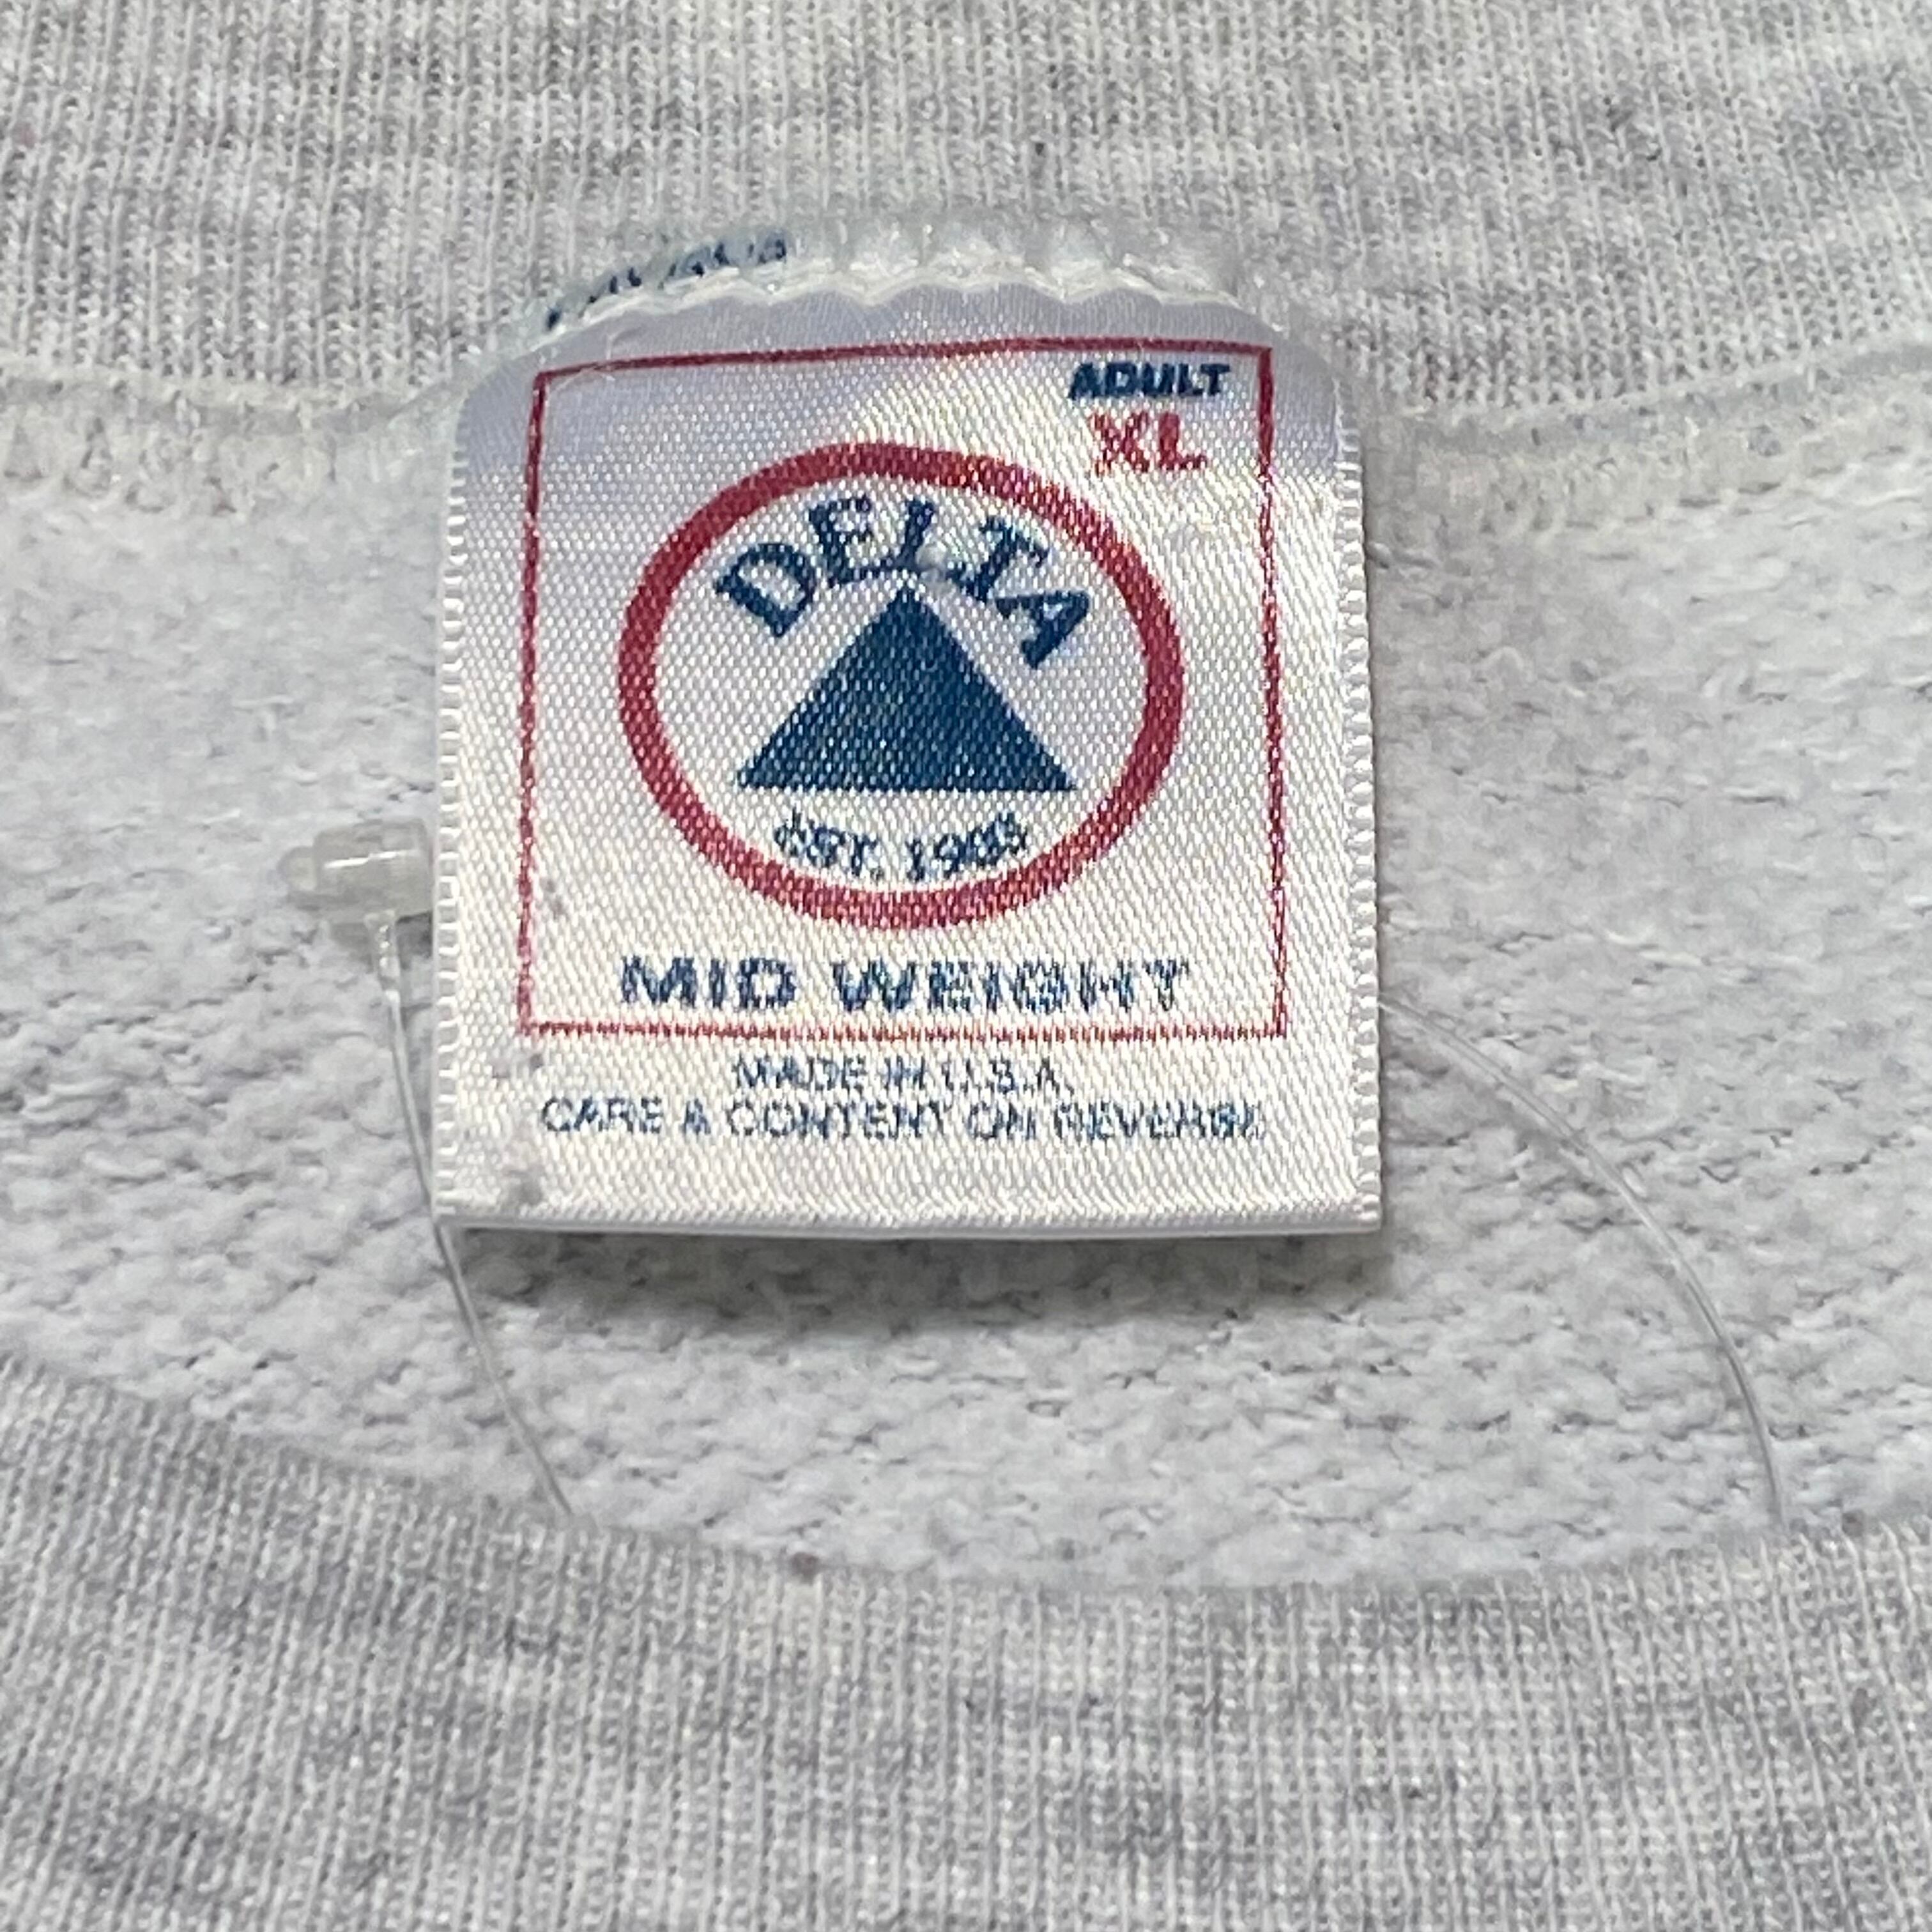 ADULT
XL
DELTA
EST. 1903
MID WEIGHT
MADE IN U.S.A.
CARE & CONTENT ON REVERSE